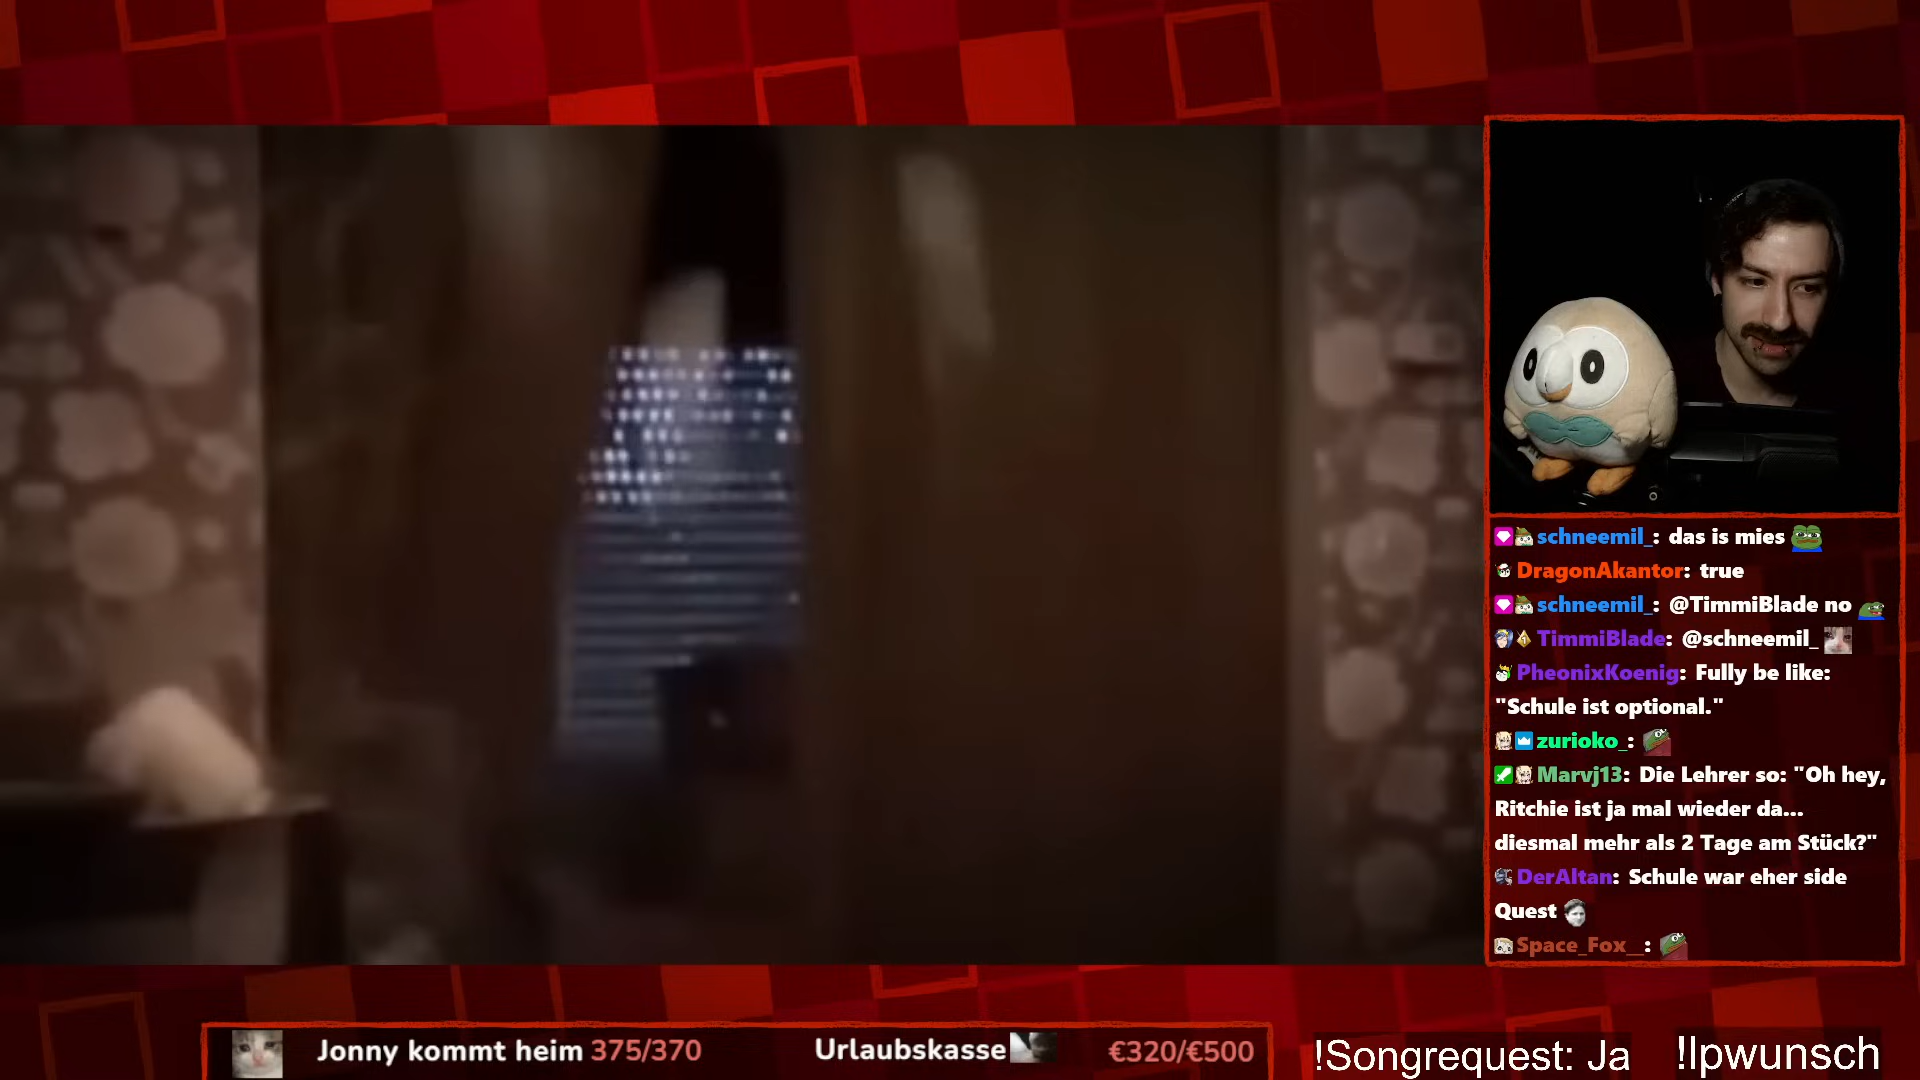 schneemil_: das is mies
DragonAkantor: true
schneemil_: @TimmiBlade no
TimmiBlade: @schneemil_
PheonixKoenig: Fully be like:
"Schule ist optional."
zurioko_:
Marvj13: Die Lehrer so: "Oh hey,
Ritchie ist ja mal wieder da...
diesmal mehr als 2 Tage am Stück?"
DerAltan: Schule war eher side
Quest
Space_Fox__:
Jonny kommt heim 375/370
Urlaubskasse €320/€500
!Songrequest: Ja
!lpwunsch